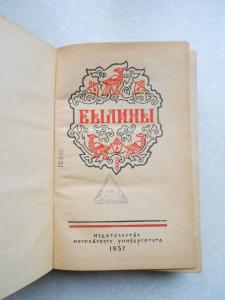 БЫЛИНЫ
ИЗДАТЕЛЬСТВО
МОСКОВСКОГО УНИВЕРСИТЕТА
1957